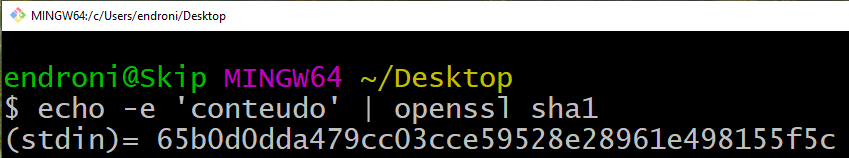 MINGW64:/c/Users/endroni/Desktop
endroni@Skip MINGW64 ~/Desktop
$ echo -e 'conteudo' | openssl sha1
(stdin)= 65b0d0dda479cc03cce59528e28961e498155f5c